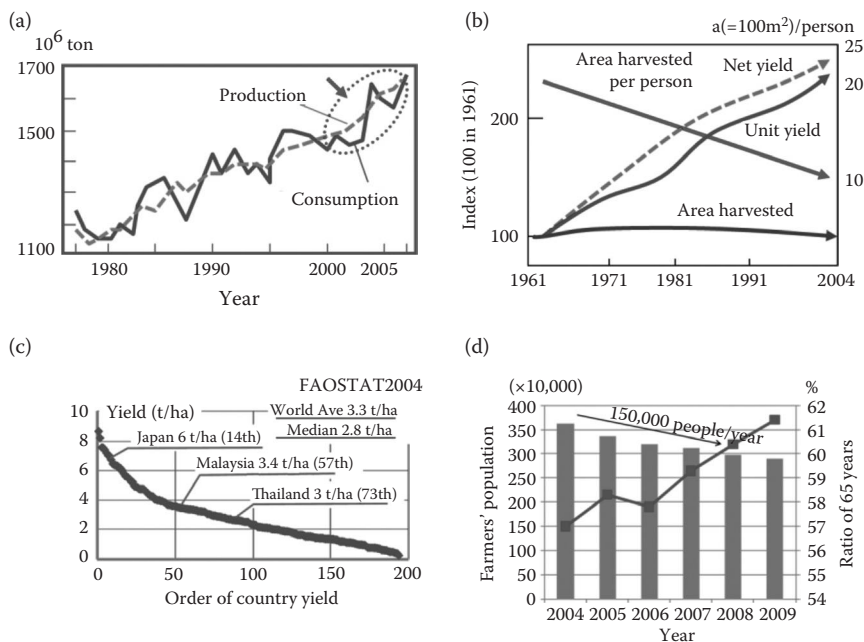 (a)
10⁶ ton
1700
1500
1100
Production
Consumption
1980
1990
2000
2005
Year
(b)
a(=100m²)/person
Index (100 in 1961)
200
100
Area harvested
per person
Net yield
Unit yield
Area harvested
25
20
10
1961
1971
1981
1991
2004
(c)
FAOSTAT2004
Yield (t/ha)
World Ave 3.3 t/ha
Median 2.8 t/ha
Japan 6 t/ha (14th)
Malaysia 3.4 t/ha (57th)
Thailand 3 t/ha (73th)
10
8
6
4
2
0
0
50
100
150
200
Order of country yield
(d)
(×10,000)
%
Farmers’ population
400
350
300
250
200
150
100
50
0
150,000 people/year
62
61
60
59
58
57
56
55
54
Ratio of 65 years
2004 2005 2006 2007 2008 2009
Year